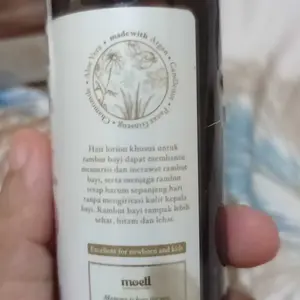 Chamomile • Aloe Vera • made with Argan • Candlenut • Panax Ginseng
Hair lotion khusus untuk
rambut bayi dapat membantu
menutrisi dan merawat rambut
bayi, serta menjaga rambut
tetap harum sepanjang hari
tanpa mengiritasi kulit kepala
bayi. Rambut bayi tampak lebih
sehat, hitam dan lebat.
Excellent for newborn and kids
moell